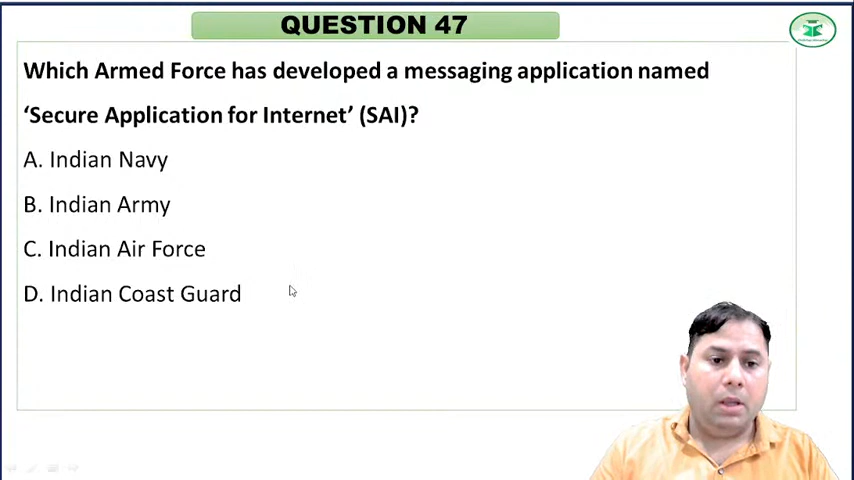 QUESTION 47
Which Armed Force has developed a messaging application named
‘Secure Application for Internet’ (SAI)?
A. Indian Navy
B. Indian Army
C. Indian Air Force
D. Indian Coast Guard